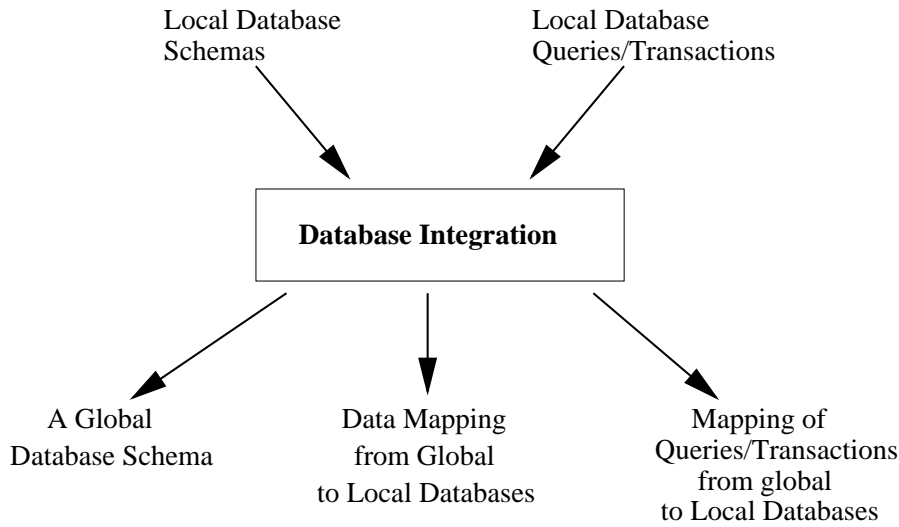 Local Database
Schemas
Local Database
Queries/Transactions
Database Integration
A Global
Database Schema
Data Mapping
from Global
to Local Databases
Mapping of
Queries/Transactions
from global
to Local Databases